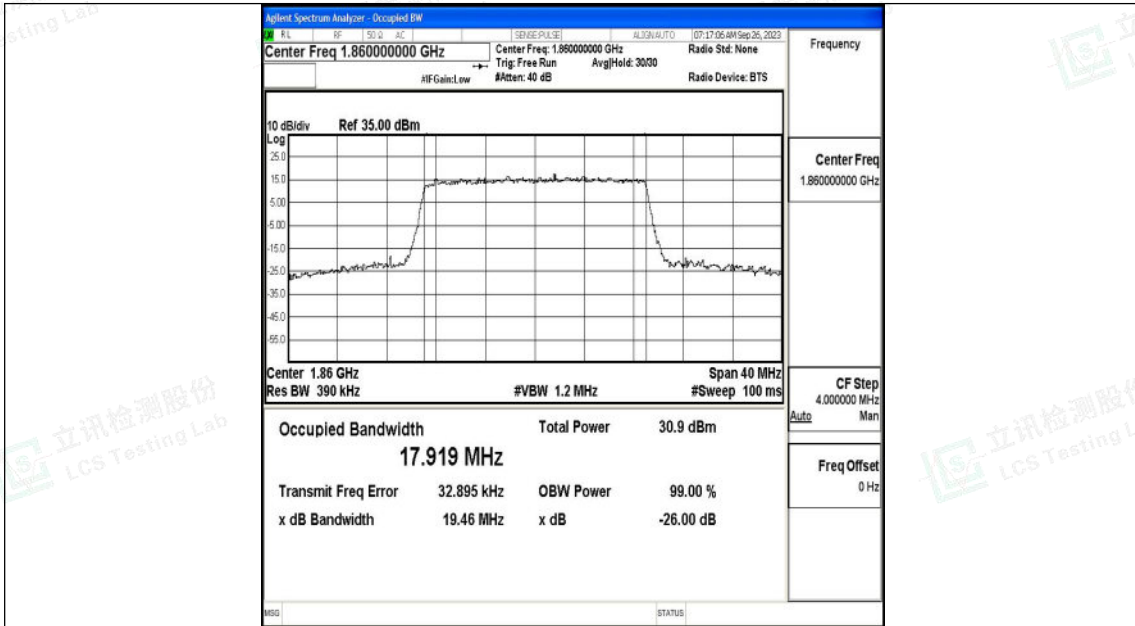 Agilent Spectrum Analyzer - Occupied BW
RL RF 50 Ω AC SENSE:PULSE ALIGNAUTO 07:17:06 AM Sep 26, 2023
Center Freq 1.860000000 GHz
Center Freq: 1.860000000 GHz
Radio Std: None
Trig: Free Run Avg|Hold: 30/30
#IFGain:Low
#Atten: 40 dB
Radio Device: BTS
10 dB/div Ref 35.00 dBm
Log
25.0
15.0
5.00
-5.00
-15.0
-25.0
-35.0
-45.0
-55.0
Center 1.86 GHz Span 40 MHz
Res BW 390 kHz #VBW 1.2 MHz #Sweep 100 ms
Occupied Bandwidth Total Power 30.9 dBm
17.919 MHz
Transmit Freq Error 32.895 kHz OBW Power 99.00 %
x dB Bandwidth 19.46 MHz x dB -26.00 dB
MSG STATUS
Frequency
Center Freq
1.860000000 GHz
CF Step
4.000000 MHz
Auto Man
Freq Offset
0 Hz
立讯检测股份
LCS Testing Lab
立讯检测股份
LCS Testing L
sting Lab